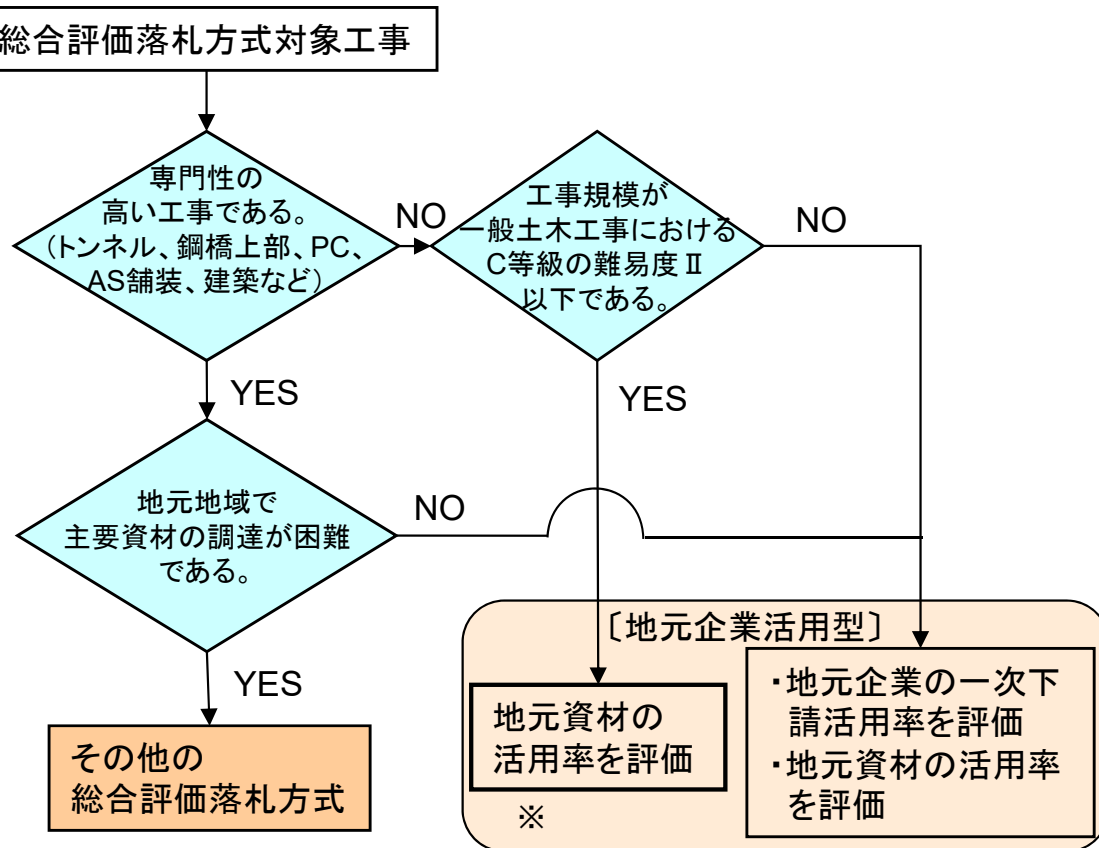 総合評価落札方式対象工事
専門性の
高い工事である。
(トンネル、鋼橋上部、PC、
AS舗装、建築など)
NO
工事規模が
一般土木工事における
C等級の難易度Ⅱ
以下である。
NO
YES
YES
地元地域で
主要資材の調達が困難
である。
NO
YES
その他の
総合評価落札方式
〔地元企業活用型〕
地元資材の
活用率を評価
※
・地元企業の一次下
請活用率を評価
・地元資材の活用率
を評価